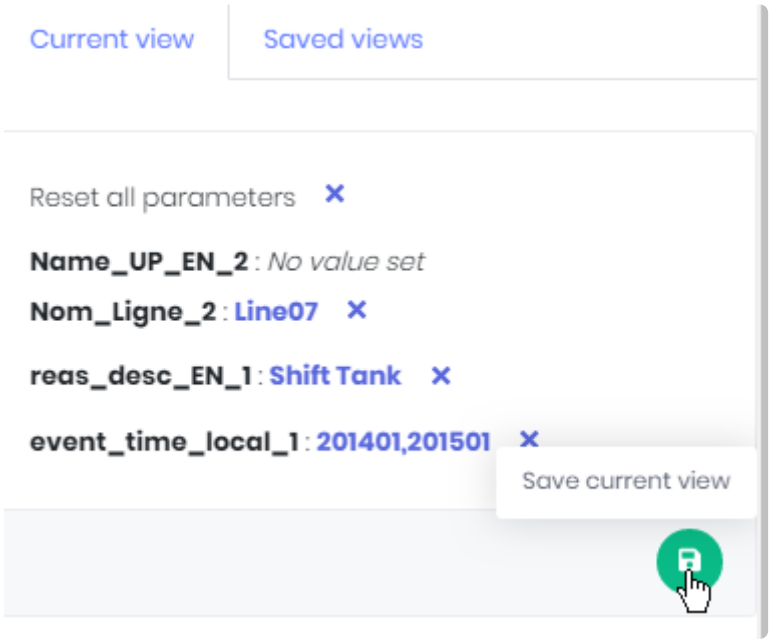 Current view Saved views
Reset all parameters ×
Name_UP_EN_2 : No value set
Nom_Ligne_2 : Line07 ×
reas_desc_EN_1 : Shift Tank ×
event_time_local_1 : 201401,201501 ×
Save current view